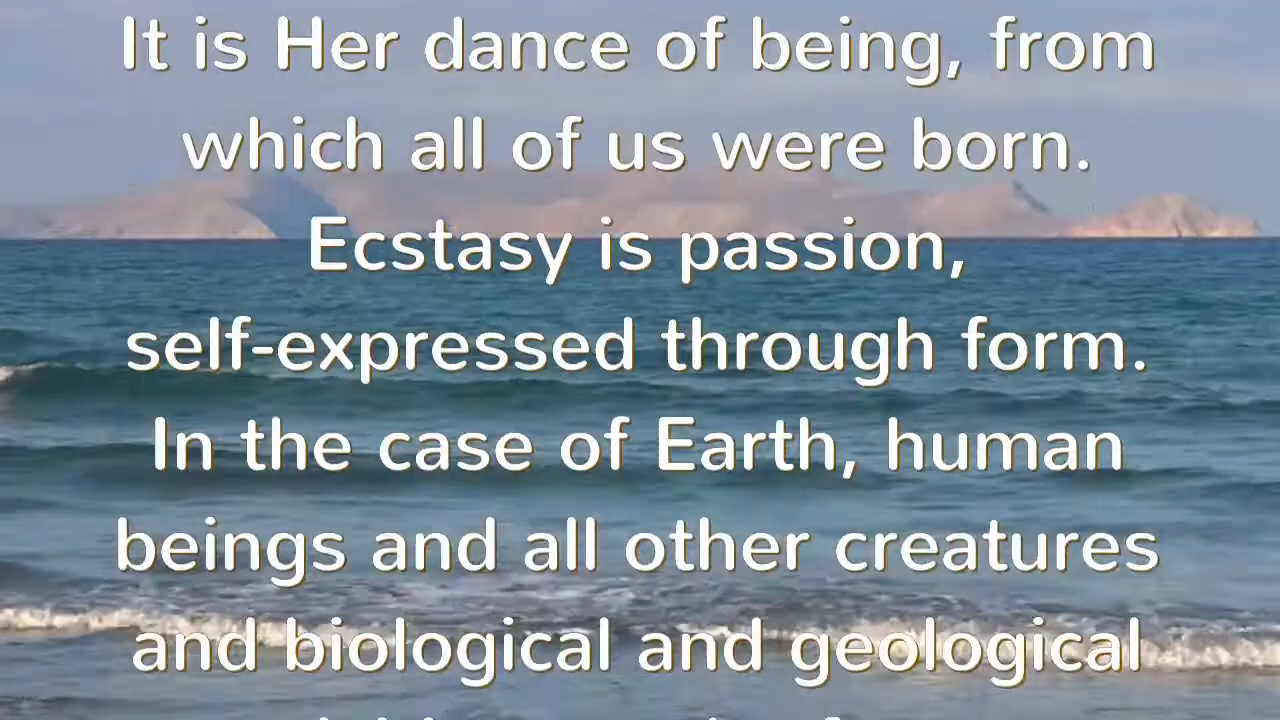 It is Her dance of being, from
which all of us were born.
Ecstasy is passion,
self-expressed through form.
In the case of Earth, human
beings and all other creatures
and biological and geological